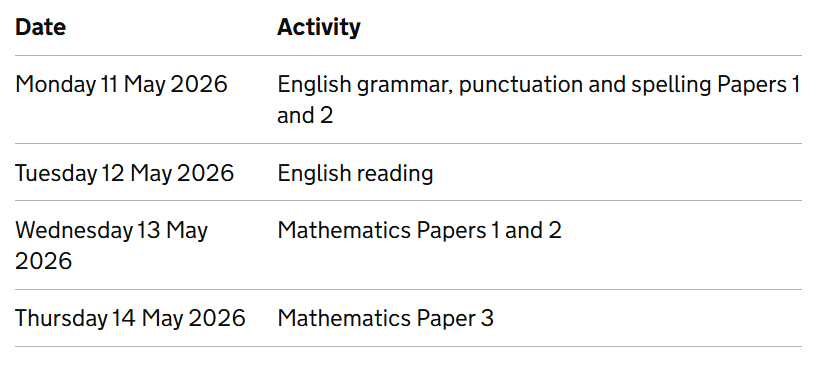 Date Activity
Monday 11 May 2026 English grammar, punctuation and spelling Papers 1
and 2
Tuesday 12 May 2026 English reading
Wednesday 13 May Mathematics Papers 1 and 2
2026
Thursday 14 May 2026 Mathematics Paper 3